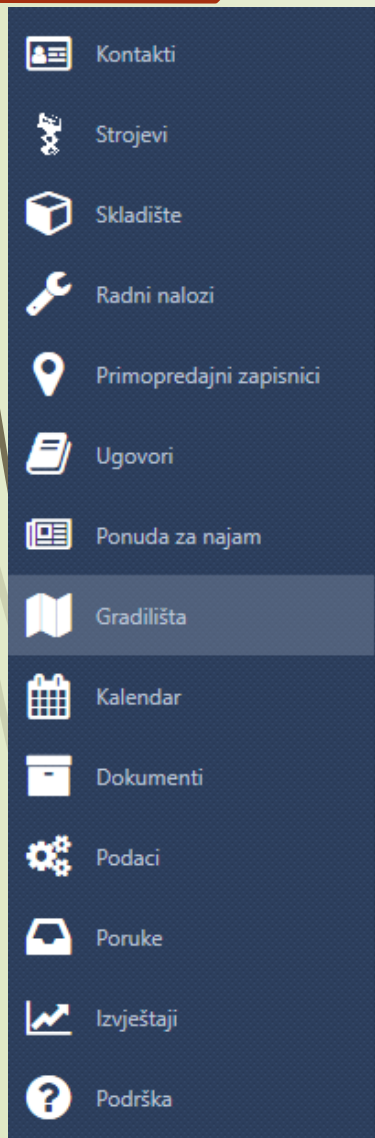 Kontakti
Strojevi
Skladište
Radni nalozi
Primopredajni zapisnici
Ugovori
Ponuda za najam
Gradilišta
Kalendar
Dokumenti
Podaci
Poruke
Izvještaji
Podrška